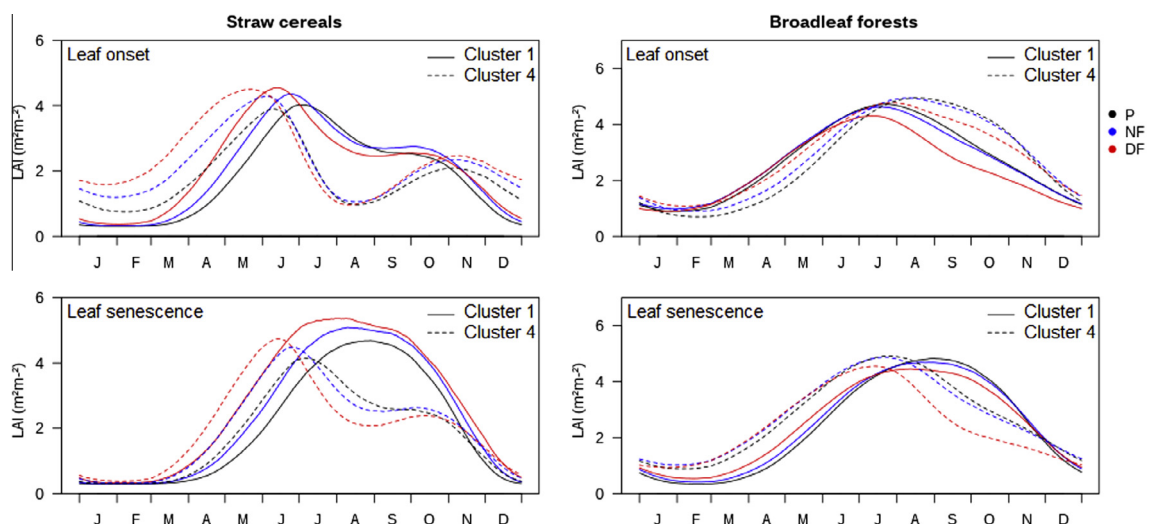 Straw cereals
Broadleaf forests
6
4
2
0
LAI (m²m-²)
Leaf onset
Cluster 1
Cluster 4
J F M A M J J A S O N D
6
4
2
0
LAI (m²m-²)
Leaf onset
Cluster 1
Cluster 4
J F M A M J J A S O N D
P
NF
DF
6
4
2
0
LAI (m²m-²)
Leaf senescence
Cluster 1
Cluster 4
J F M A M J J A S O N D
6
4
2
0
LAI (m²m-²)
Leaf senescence
Cluster 1
Cluster 4
J F M A M J J A S O N D